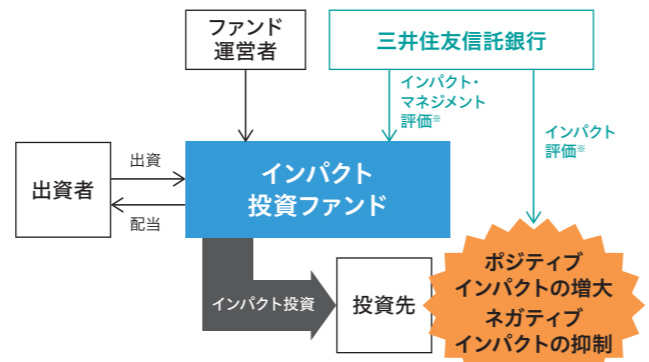 ファンド
運営者
三井住友信託銀行
インパクト・
マネジメント
評価※
インパクト
評価※
出資者
出資
配当
インパクト
投資ファンド
インパクト投資
投資先
ポジティブ
インパクトの増大
ネガティブ
インパクトの抑制